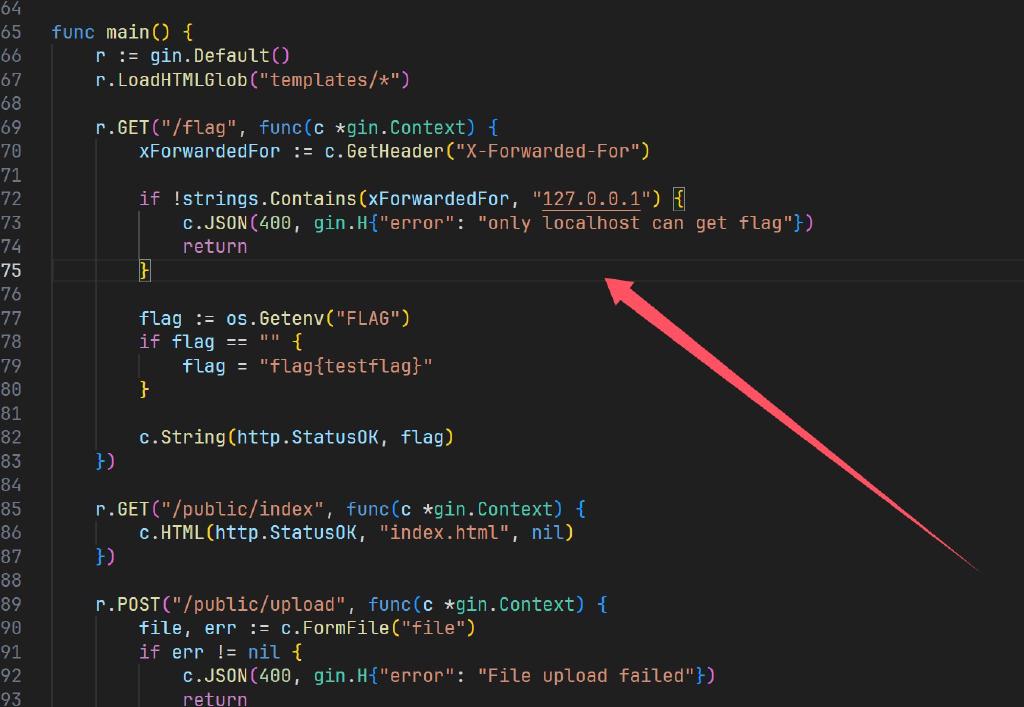 64
65 func main() {
66 r := gin.Default()
67 r.LoadHTMLGlob("templates/*")
68
69 r.GET("/flag", func(c *gin.Context) {
70 xForwardedFor := c.GetHeader("X-Forwarded-For")
71
72 if !strings.Contains(xForwardedFor, "127.0.0.1") {
73 c.JSON(400, gin.H{"error": "only localhost can get flag"})
74 return
75 }
76
77 flag := os.Getenv("FLAG")
78 if flag == "" {
79 flag = "flag{testflag}"
80 }
81
82 c.String(http.StatusOK, flag)
83 })
84
85 r.GET("/public/index", func(c *gin.Context) {
86 c.HTML(http.StatusOK, "index.html", nil)
87 })
88
89 r.POST("/public/upload", func(c *gin.Context) {
90 file, err := c.FormFile("file")
91 if err != nil {
92 c.JSON(400, gin.H{"error": "File upload failed"})
93 return